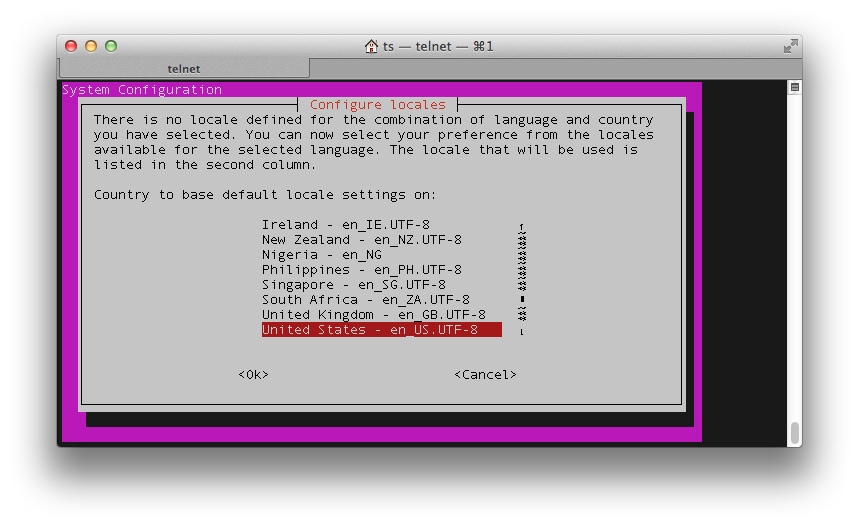 ts — telnet — ⌘1
telnet
System Configuration
Configure locales
There is no locale defined for the combination of language and country
you have selected. You can now select your preference from the locales
available for the selected language. The locale that will be used is
listed in the second column.
Country to base default locale settings on:
Ireland - en_IE.UTF-8
New Zealand - en_NZ.UTF-8
Nigeria - en_NG
Philippines - en_PH.UTF-8
Singapore - en_SG.UTF-8
South Africa - en_ZA.UTF-8
United Kingdom - en_GB.UTF-8
United States - en_US.UTF-8
<Ok> <Cancel>